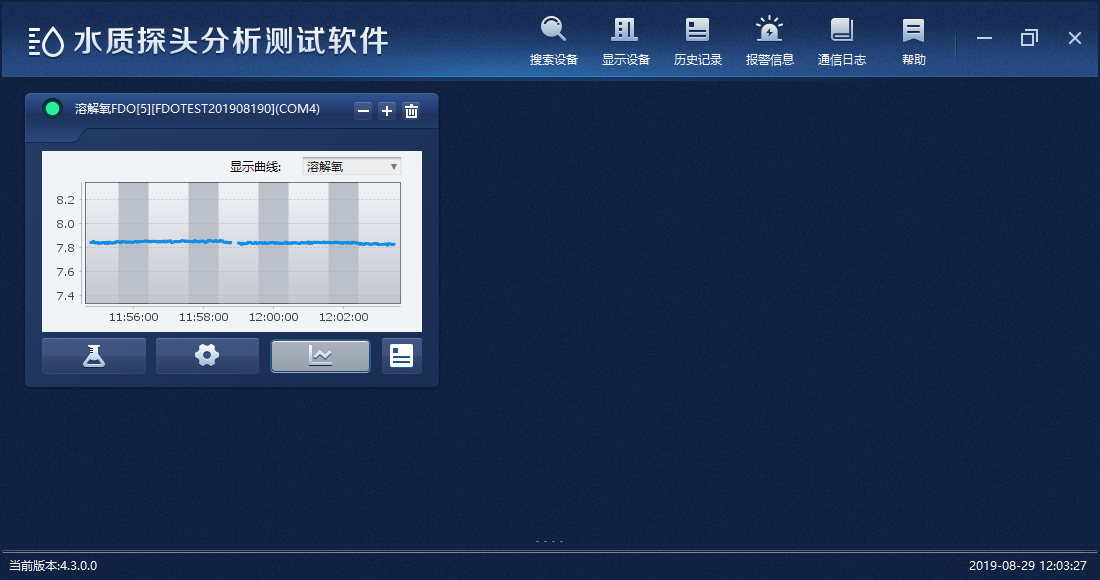 水质探头分析测试软件
搜索设备 显示设备 历史记录 报警信息 通信日志 帮助
溶解氧FDO[5][FDOTEST201908190](COM4)
显示曲线: 溶解氧
8.2
8.0
7.8
7.6
7.4
11:56:00 11:58:00 12:00:00 12:02:00
当前版本:4.3.0.0 2019-08-29 12:03:27